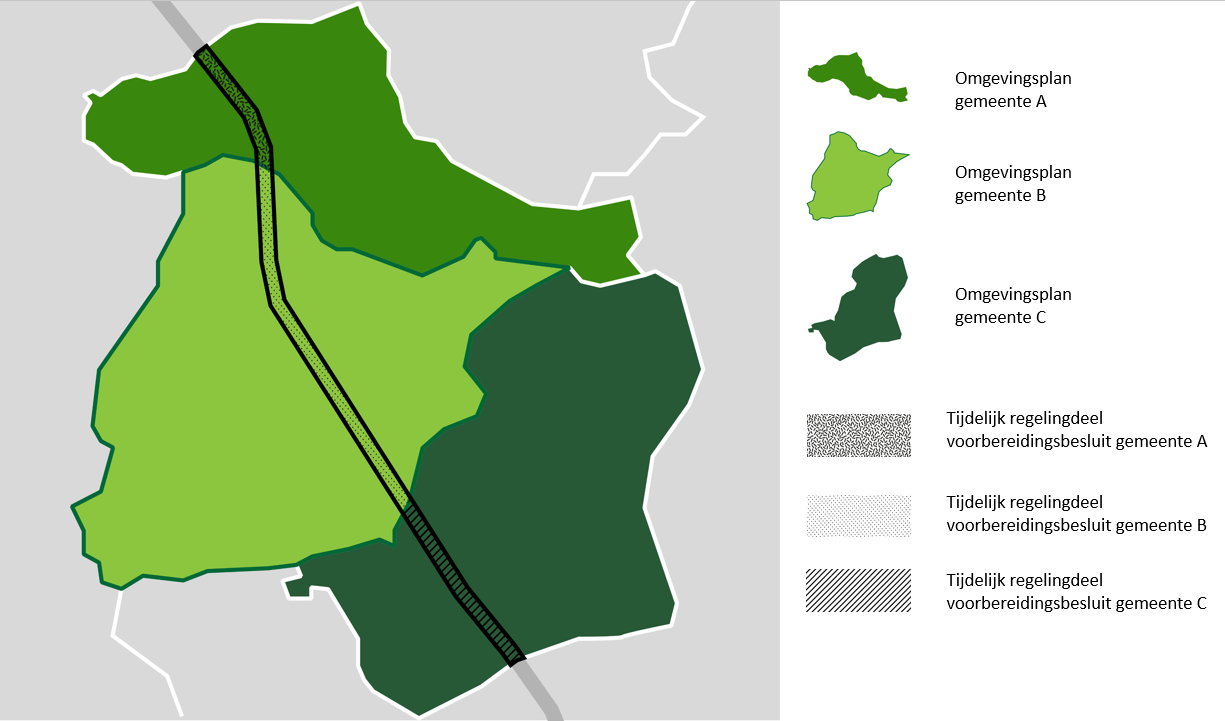 Omgevingsplan
gemeente A
Omgevingsplan
gemeente B
Omgevingsplan
gemeente C
Tijdelijk regelingdeel
voorbereidingsbesluit gemeente A
Tijdelijk regelingdeel
voorbereidingsbesluit gemeente B
Tijdelijk regelingdeel
voorbereidingsbesluit gemeente C